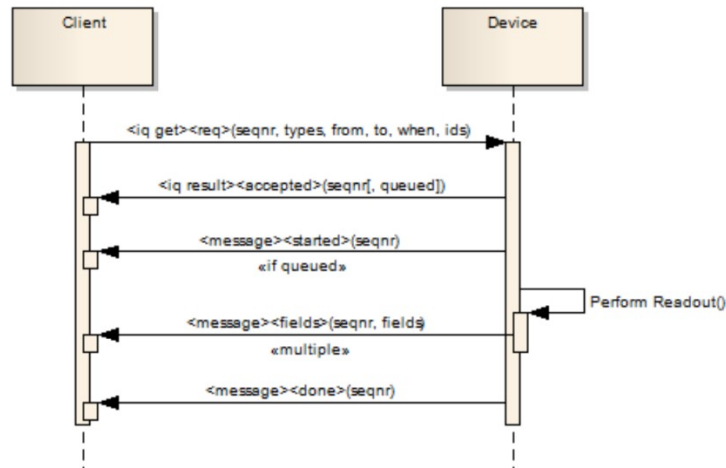 Client
Device
<iq get><req>(seqnr, types, from, to, when, ids)
<iq result><accepted>(seqnr[, queued])
<message><started>(seqnr)
«if queued»
Perform Readout()
<message><fields>(seqnr, fields)
«multiple»
<message><done>(seqnr)